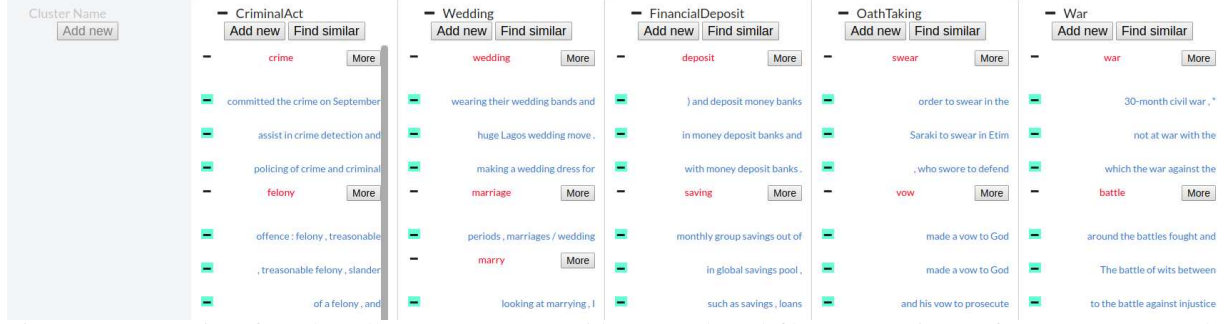 Cluster Name
Add new
CriminalAct
Add new Find similar
crime More
committed the crime on September
assist in crime detection and
policing of crime and criminal
felony More
offence : felony , treasonable
, treasonable felony , slander
of a felony , and
Wedding
Add new Find similar
wedding More
wearing their wedding bands and
huge Lagos wedding move .
making a wedding dress for
marriage More
periods , marriages / wedding
marry More
looking at marrying , I
FinancialDeposit
Add new Find similar
deposit More
) and deposit money banks
in money deposit banks and
with money deposit banks .
saving More
monthly group savings out of
in global savings pool ,
such as savings , loans
OathTaking
Add new Find similar
swear More
order to swear in the
Saraki to swear in Etim
, who swore to defend
vow More
made a vow to God
made a vow to God
and his vow to prosecute
War
Add new Find similar
war More
30-month civil war , "
not at war with the
which the war against the
battle More
around the battles fought and
The battle of wits between
to the battle against injustice